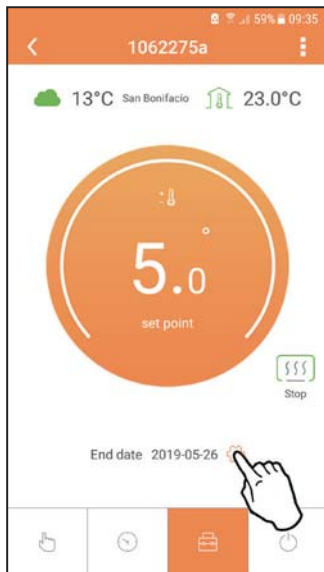 59% 09:35
1062275a
13°C San Bonifacio 23.0°C
5.0°
set point
Stop
End date 2019-05-26